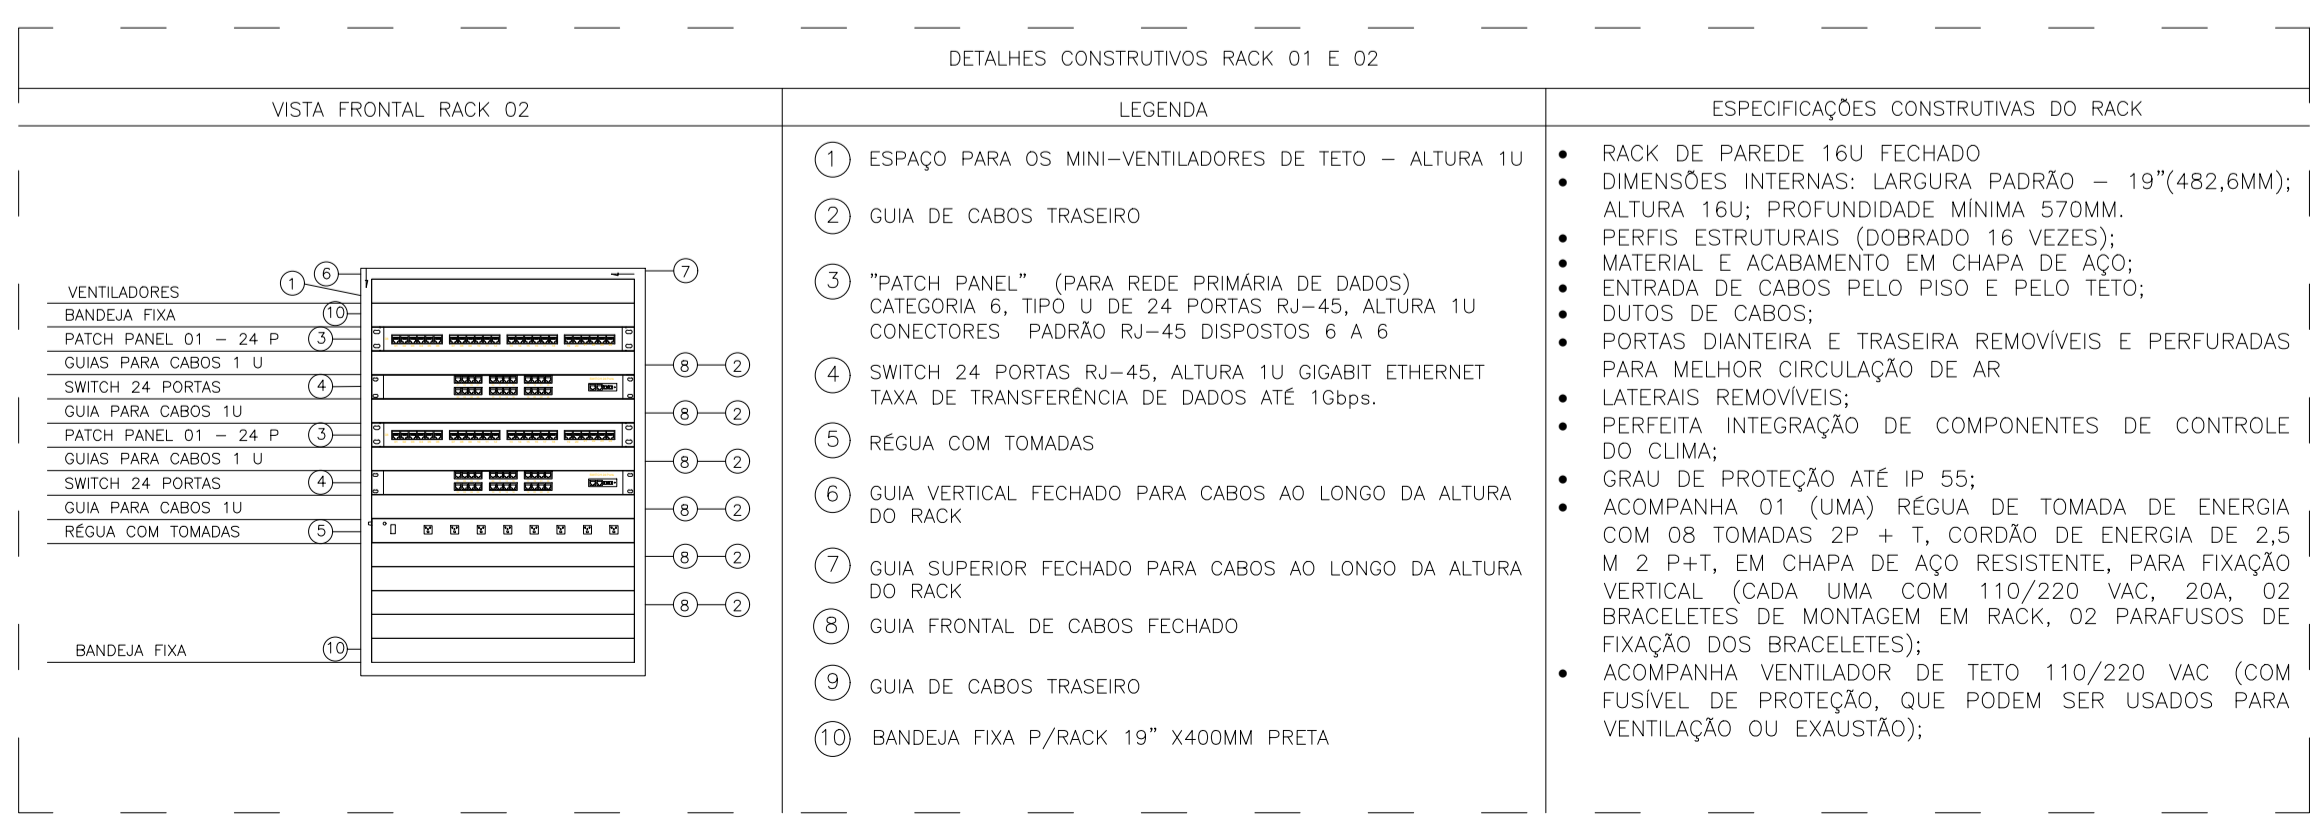 DETALHES CONSTRUTIVOS RACK 01 E 02
VISTA FRONTAL RACK 02
6
7
1
VENTILADORES
BANDEJA FIXA 10
PATCH PANEL 01 – 24 P 3
GUIAS PARA CABOS 1 U 8 2
SWITCH 24 PORTAS 4
GUIA PARA CABOS 1U 8 2
PATCH PANEL 01 – 24 P 3
GUIAS PARA CABOS 1 U 8 2
SWITCH 24 PORTAS 4
GUIA PARA CABOS 1U 8 2
RÉGUA COM TOMADAS 5
8 2
8 2
BANDEJA FIXA 10
LEGENDA
1 ESPAÇO PARA OS MINI–VENTILADORES DE TETO – ALTURA 1U
2 GUIA DE CABOS TRASEIRO
3 "PATCH PANEL" (PARA REDE PRIMÁRIA DE DADOS)
CATEGORIA 6, TIPO U DE 24 PORTAS RJ–45, ALTURA 1U
CONECTORES PADRÃO RJ–45 DISPOSTOS 6 A 6
4 SWITCH 24 PORTAS RJ–45, ALTURA 1U GIGABIT ETHERNET
TAXA DE TRANSFERÊNCIA DE DADOS ATÉ 1Gbps.
5 RÉGUA COM TOMADAS
6 GUIA VERTICAL FECHADO PARA CABOS AO LONGO DA ALTURA
DO RACK
7 GUIA SUPERIOR FECHADO PARA CABOS AO LONGO DA ALTURA
DO RACK
8 GUIA FRONTAL DE CABOS FECHADO
9 GUIA DE CABOS TRASEIRO
10 BANDEJA FIXA P/RACK 19" X400MM PRETA
ESPECIFICAÇÕES CONSTRUTIVAS DO RACK
• RACK DE PAREDE 16U FECHADO
• DIMENSÕES INTERNAS: LARGURA PADRÃO – 19"(482,6MM);
ALTURA 16U; PROFUNDIDADE MÍNIMA 570MM.
• PERFIS ESTRUTURAIS (DOBRADO 16 VEZES);
• MATERIAL E ACABAMENTO EM CHAPA DE AÇO;
• ENTRADA DE CABOS PELO PISO E PELO TETO;
• DUTOS DE CABOS;
• PORTAS DIANTEIRA E TRASEIRA REMOVÍVEIS E PERFURADAS
PARA MELHOR CIRCULAÇÃO DE AR
• LATERAIS REMOVÍVEIS;
• PERFEITA INTEGRAÇÃO DE COMPONENTES DE CONTROLE
DO CLIMA;
• GRAU DE PROTEÇÃO ATÉ IP 55;
• ACOMPANHA 01 (UMA) RÉGUA DE TOMADA DE ENERGIA
COM 08 TOMADAS 2P + T, CORDÃO DE ENERGIA DE 2,5
M 2 P+T, EM CHAPA DE AÇO RESISTENTE, PARA FIXAÇÃO
VERTICAL (CADA UMA COM 110/220 VAC, 20A, 02
BRACELETES DE MONTAGEM EM RACK, 02 PARAFUSOS DE
FIXAÇÃO DOS BRACELETES);
• ACOMPANHA VENTILADOR DE TETO 110/220 VAC (COM
FUSÍVEL DE PROTEÇÃO, QUE PODEM SER USADOS PARA
VENTILAÇÃO OU EXAUSTÃO);